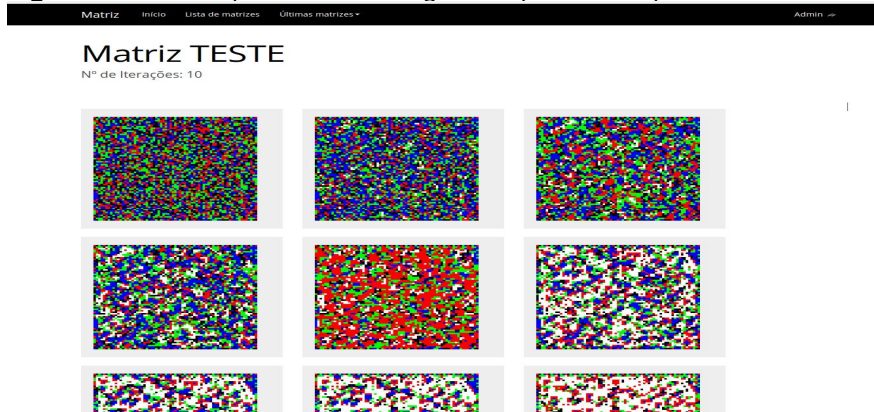 Matriz Início Lista de matrizes Últimas matrizes Admin
Matriz TESTE
Nº de Iterações: 10